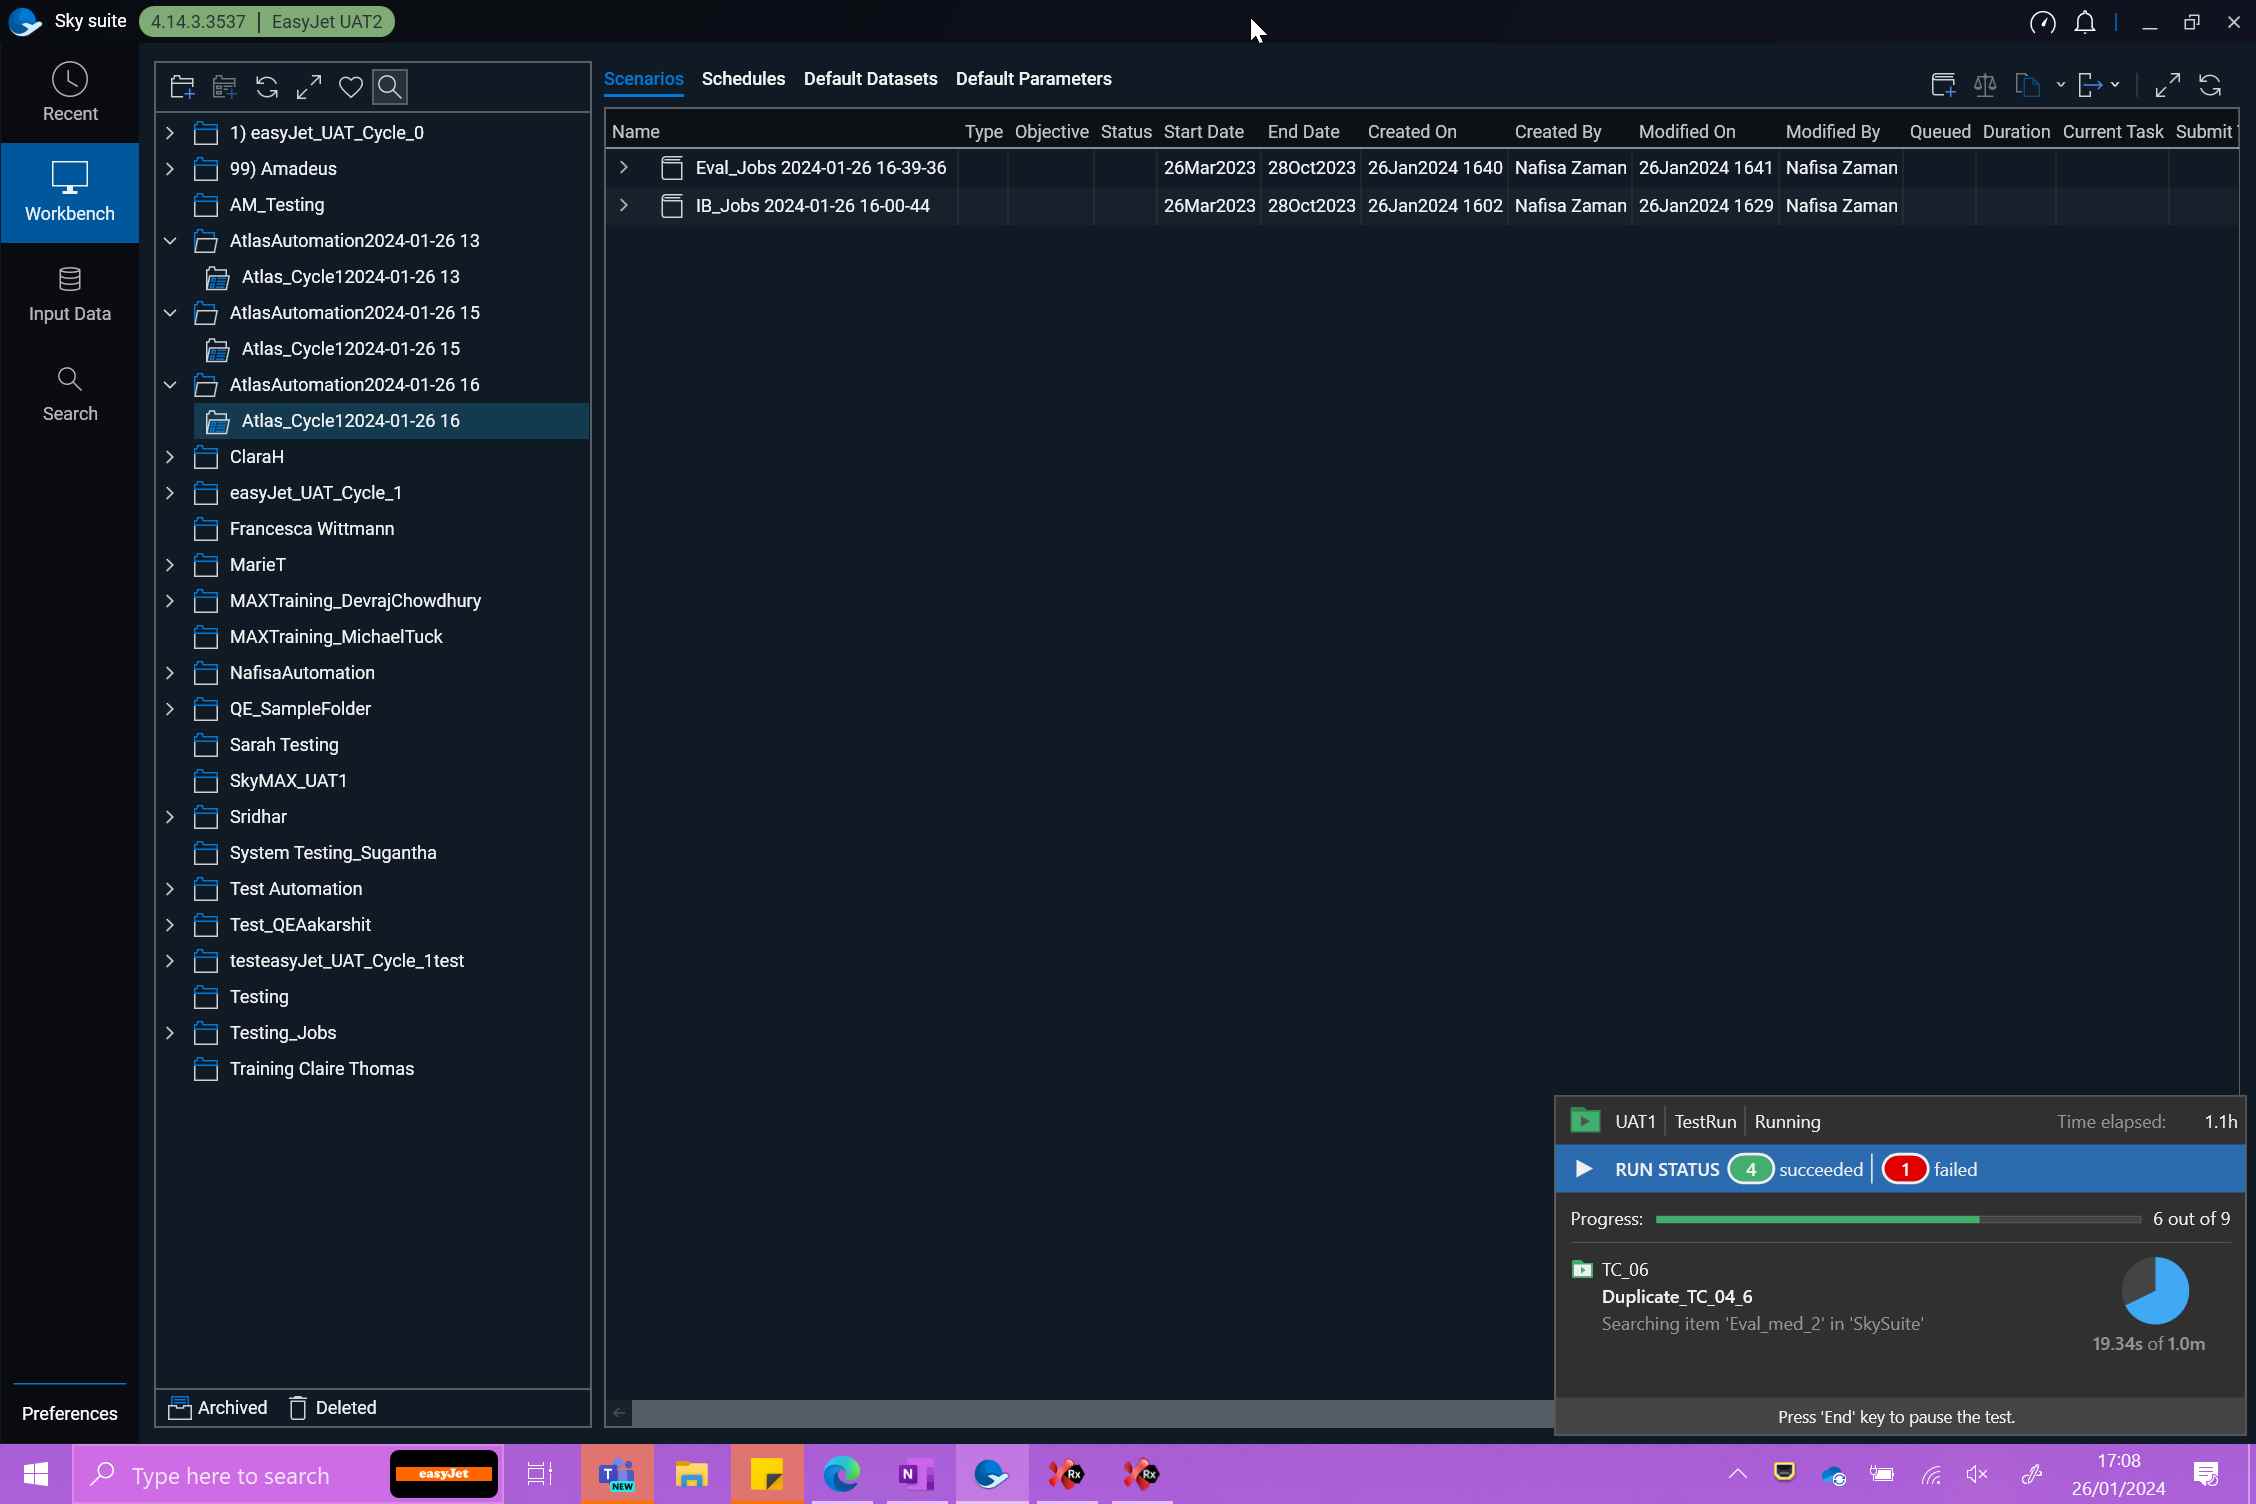 Sky suite 4.14.3.3537 | EasyJet UAT2
Recent
Workbench
Input Data
Search
Preferences
1) easyJet_UAT_Cycle_0
99) Amadeus
AM_Testing
AtlasAutomation2024-01-26 13
Atlas_Cycle12024-01-26 13
AtlasAutomation2024-01-26 15
Atlas_Cycle12024-01-26 15
AtlasAutomation2024-01-26 16
Atlas_Cycle12024-01-26 16
ClaraH
easyJet_UAT_Cycle_1
Francesca Wittmann
MarieT
MAXTraining_DevrajChowdhury
MAXTraining_MichaelTuck
NafisaAutomation
QE_SampleFolder
Sarah Testing
SkyMAX_UAT1
Sridhar
System Testing_Sugantha
Test Automation
Test_QEAakarshit
testeasyJet_UAT_Cycle_1test
Testing
Testing_Jobs
Training Claire Thomas
Archived Deleted
Scenarios Schedules Default Datasets Default Parameters
Name Type Objective Status Start Date End Date Created On Created By Modified On Modified By Queued Duration Current Task Submit
Eval_Jobs 2024-01-26 16-39-36 26Mar2023 28Oct2023 26Jan2024 1640 Nafisa Zaman 26Jan2024 1641 Nafisa Zaman
IB_Jobs 2024-01-26 16-00-44 26Mar2023 28Oct2023 26Jan2024 1602 Nafisa Zaman 26Jan2024 1629 Nafisa Zaman
UAT1 TestRun Running Time elapsed: 1.1h
RUN STATUS 4 succeeded 1 failed
Progress: 6 out of 9
TC_06
Duplicate_TC_04_6
Searching item 'Eval_med_2' in 'SkySuite'
19.34s of 1.0m
Press 'End' key to pause the test.
Type here to search
easyJet
T
NEW
N
Rx
Rx
17:08
26/01/2024